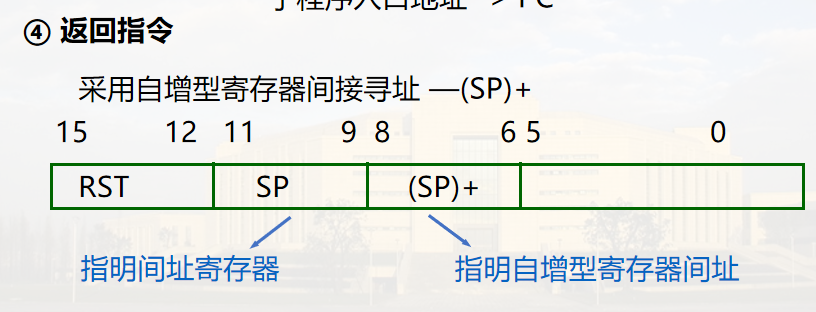 子程序入口地址 -> PC
④ 返回指令
采用自增型寄存器间接寻址 —(SP)+
15 12 11 9 8 6 5 0
RST SP (SP)+
指明间址寄存器 指明自增型寄存器间址